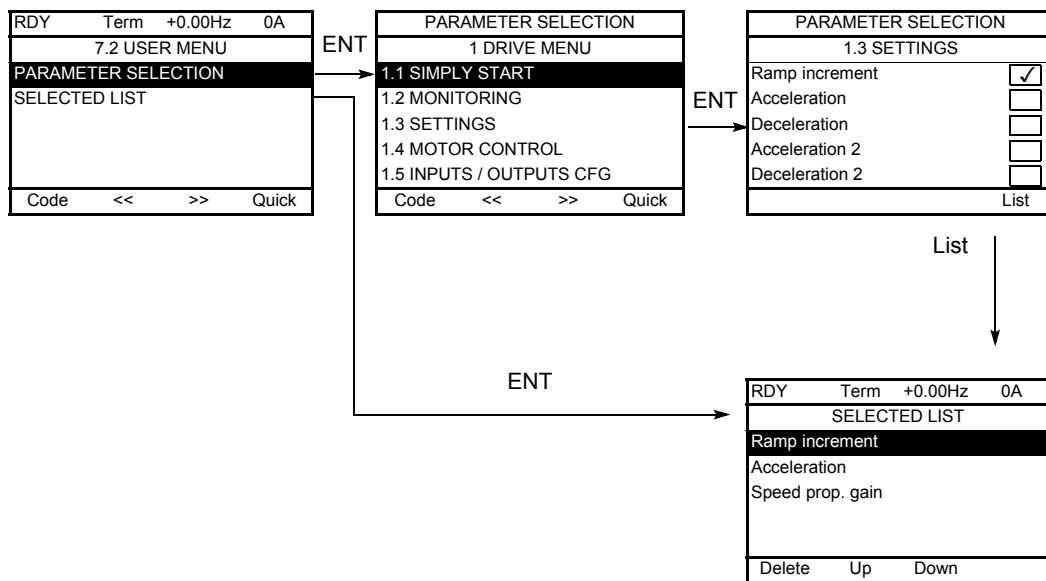 RDY Term +0.00Hz 0A
7.2 USER MENU
PARAMETER SELECTION
SELECTED LIST
Code << >> Quick
ENT
PARAMETER SELECTION
1 DRIVE MENU
1.1 SIMPLY START
1.2 MONITORING
1.3 SETTINGS
1.4 MOTOR CONTROL
1.5 INPUTS / OUTPUTS CFG
Code << >> Quick
ENT
PARAMETER SELECTION
1.3 SETTINGS
Ramp increment ✓
Acceleration
Deceleration
Acceleration 2
Deceleration 2
List
List
ENT
RDY Term +0.00Hz 0A
SELECTED LIST
Ramp increment
Acceleration
Speed prop. gain
Delete Up Down